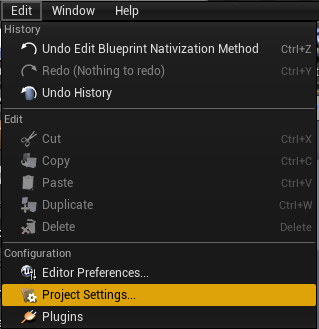 Edit Window Help
History
Undo Edit Blueprint Nativization Method Ctrl+Z
Redo (Nothing to redo) Ctrl+Y
Undo History
Edit
Cut Ctrl+X
Copy Ctrl+C
Paste Ctrl+V
Duplicate Ctrl+W
Delete Delete
Configuration
Editor Preferences...
Project Settings...
Plugins